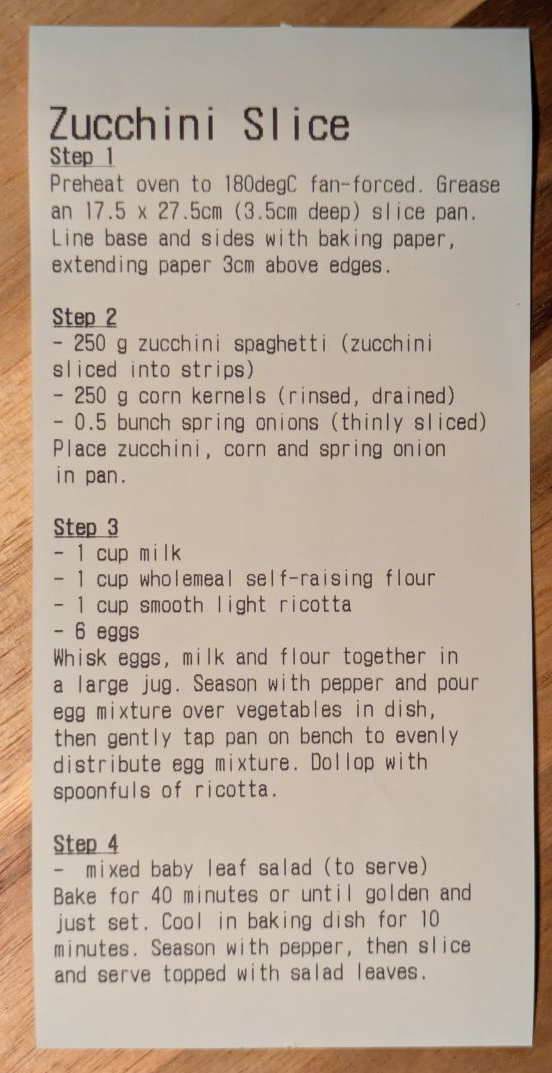 Zucchini Slice
Step 1
Preheat oven to 180degC fan-forced. Grease
an 17.5 x 27.5cm (3.5cm deep) slice pan.
Line base and sides with baking paper,
extending paper 3cm above edges.
Step 2
- 250 g zucchini spaghetti (zucchini
sliced into strips)
- 250 g corn kernels (rinsed, drained)
- 0.5 bunch spring onions (thinly sliced)
Place zucchini, corn and spring onion
in pan.
Step 3
- 1 cup milk
- 1 cup wholemeal self-raising flour
- 1 cup smooth light ricotta
- 6 eggs
Whisk eggs, milk and flour together in
a large jug. Season with pepper and pour
egg mixture over vegetables in dish,
then gently tap pan on bench to evenly
distribute egg mixture. Dollop with
spoonfuls of ricotta.
Step 4
-  mixed baby leaf salad (to serve)
Bake for 40 minutes or until golden and
just set. Cool in baking dish for 10
minutes. Season with pepper, then slice
and serve topped with salad leaves.